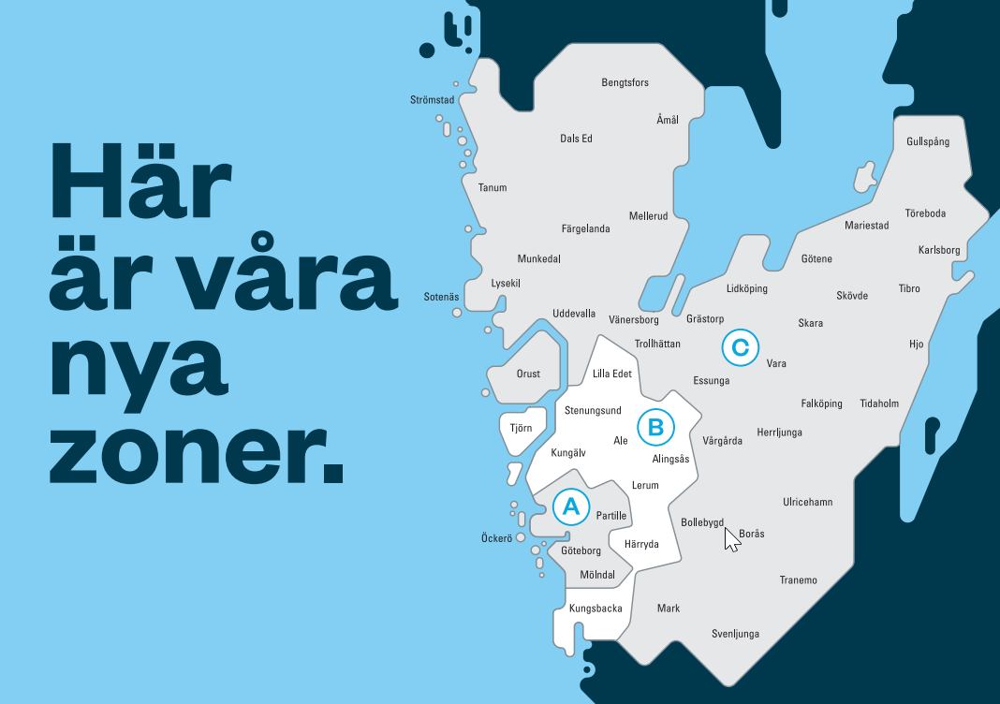 Här
är våra
nya
zoner.
Bengtsfors
Strömstad
Åmål
Dals Ed
Gullspång
Tanum
Mellerud
Töreboda
Färgelanda
Mariestad
Karlsborg
Munkedal
Götene
Lysekil
Lidköping
Tibro
Sotenäs
Skövde
Uddevalla
Vänersborg
Grästorp
Skara
Trollhättan
C
Hjo
Vara
Orust
Lilla Edet
Essunga
Stenungsund
Falköping
Tidaholm
Tjörn
B
Ale
Vårgårda
Herrljunga
Kungälv
Alingsås
Lerum
Ulricehamn
A
Partille
Bollebygd
Borås
Öckerö
Härryda
Göteborg
Mölndal
Tranemo
Kungsbacka
Mark
Svenljunga